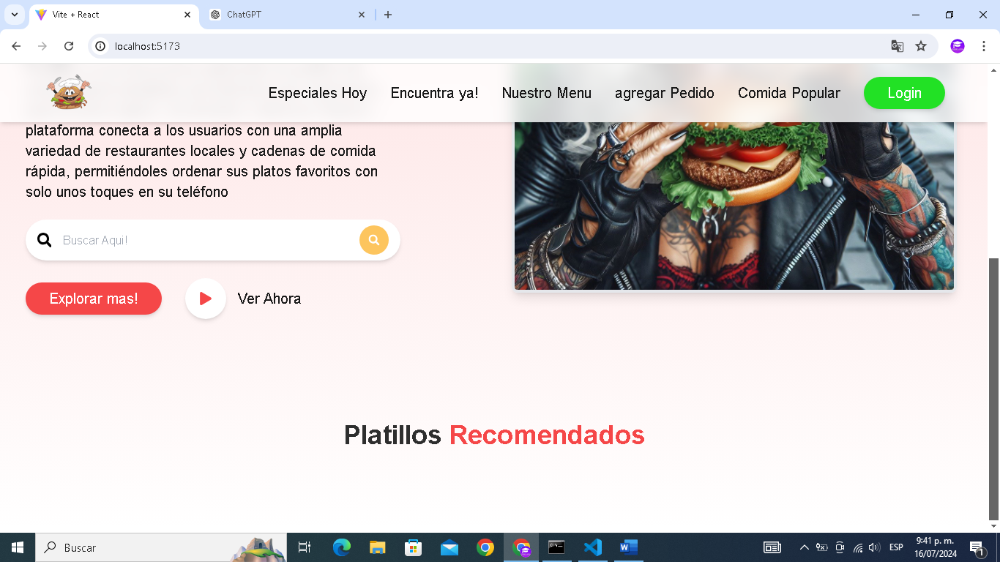 Vite + React
ChatGPT
localhost:5173
Especiales Hoy
Encuentra ya!
Nuestro Menu
agregar Pedido
Comida Popular
Login
plataforma conecta a los usuarios con una amplia
variedad de restaurantes locales y cadenas de comida
rápida, permitiéndoles ordenar sus platos favoritos con
solo unos toques en su teléfono
Buscar Aqui!
Explorar mas!
Ver Ahora
Platillos Recomendados
Buscar
ESP
9:41 p. m.
16/07/2024
1